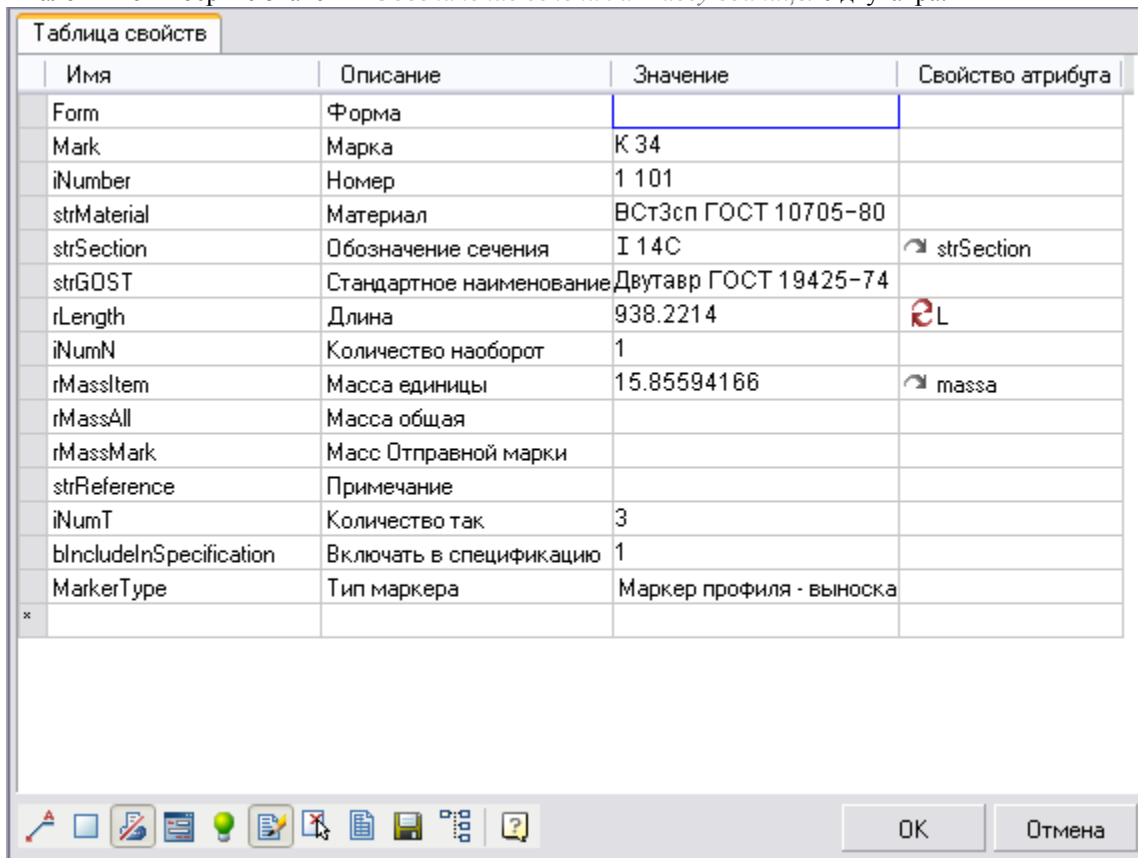 Таблица свойств
Имя Описание Значение Свойство атрибута
Form Форма
Mark Марка К 34
iNumber Номер 1 101
strMaterial Материал ВСт3сп ГОСТ 10705-80
strSection Обозначение сечения I 14С strSection
strGOST Стандартное наименование Двутавр ГОСТ 19425-74
rLength Длина 938.2214 L
iNumN Количество наоборот 1
rMassItem Масса единицы 15.85594166 massa
rMassAll Масса общая
rMassMark Масс Отправной марки
strReference Примечание
iNumT Количество так 3
bIncludeInSpecification Включать в спецификацию 1
MarkerType Тип маркера Маркер профиля - выноска
*
OK Отмена